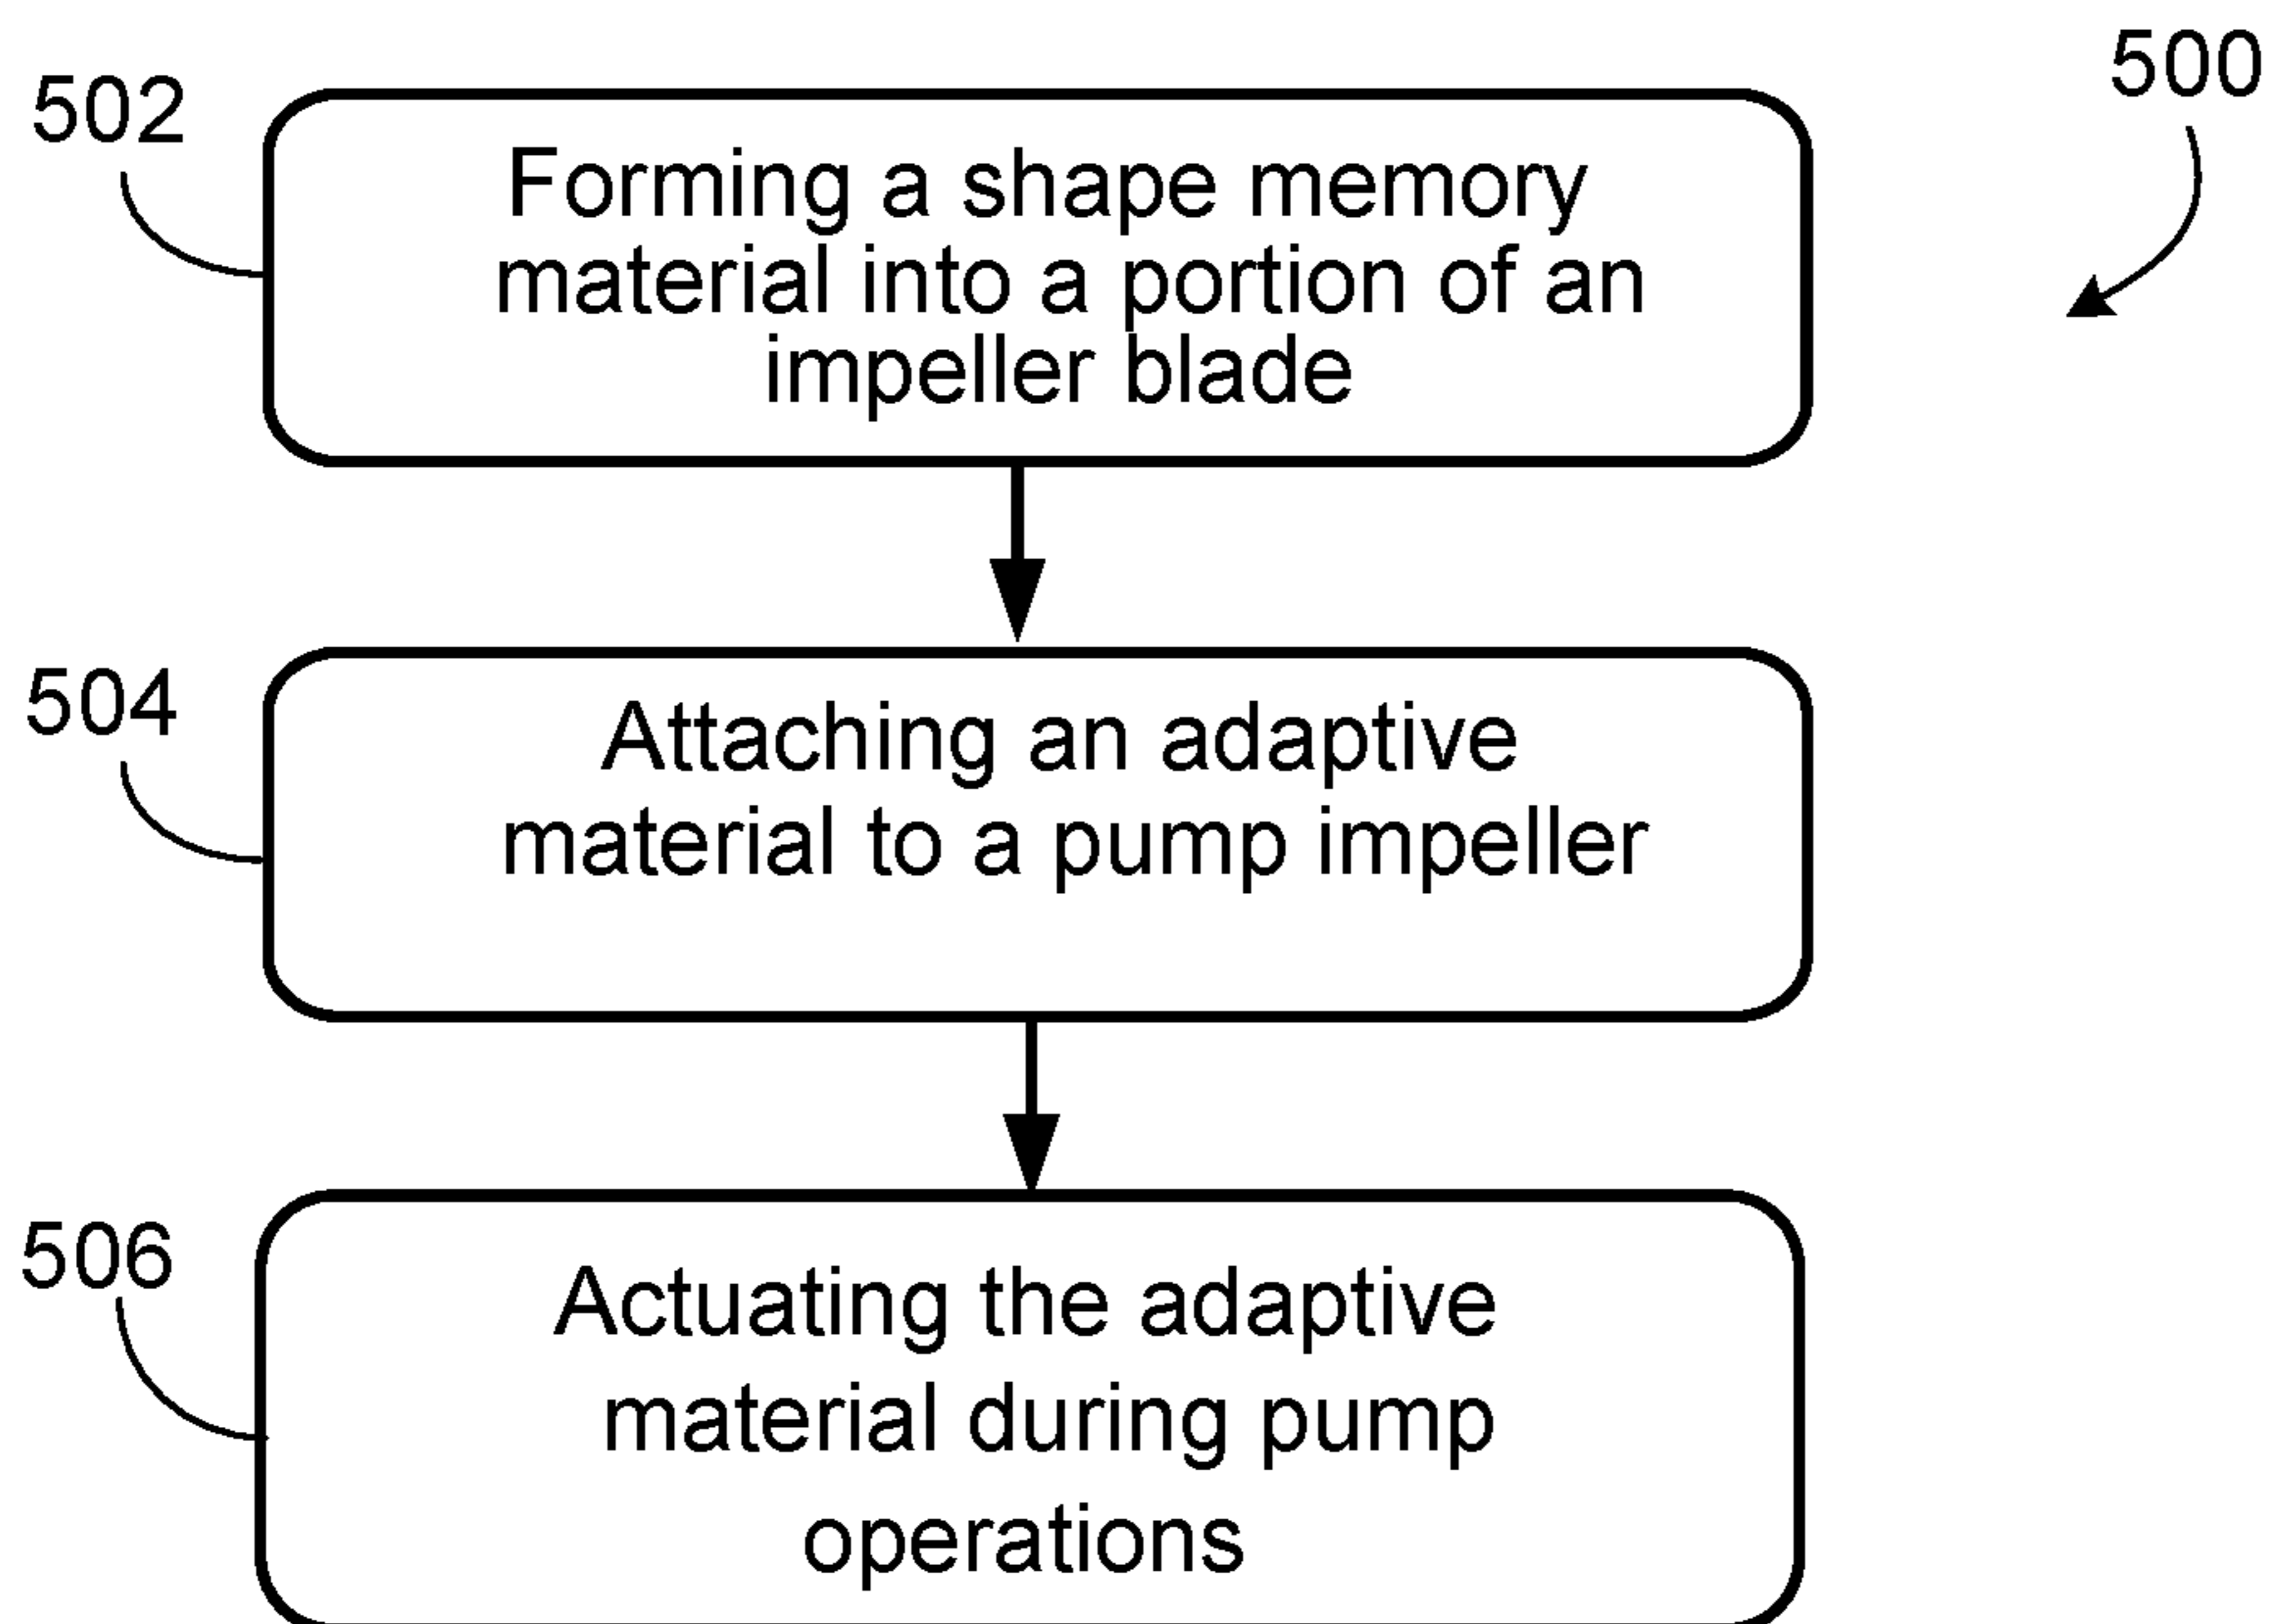 500
502
Forming a shape memory
material into a portion of an
impeller blade
504
Attaching an adaptive
material to a pump impeller
506
Actuating the adaptive
material during pump
operations